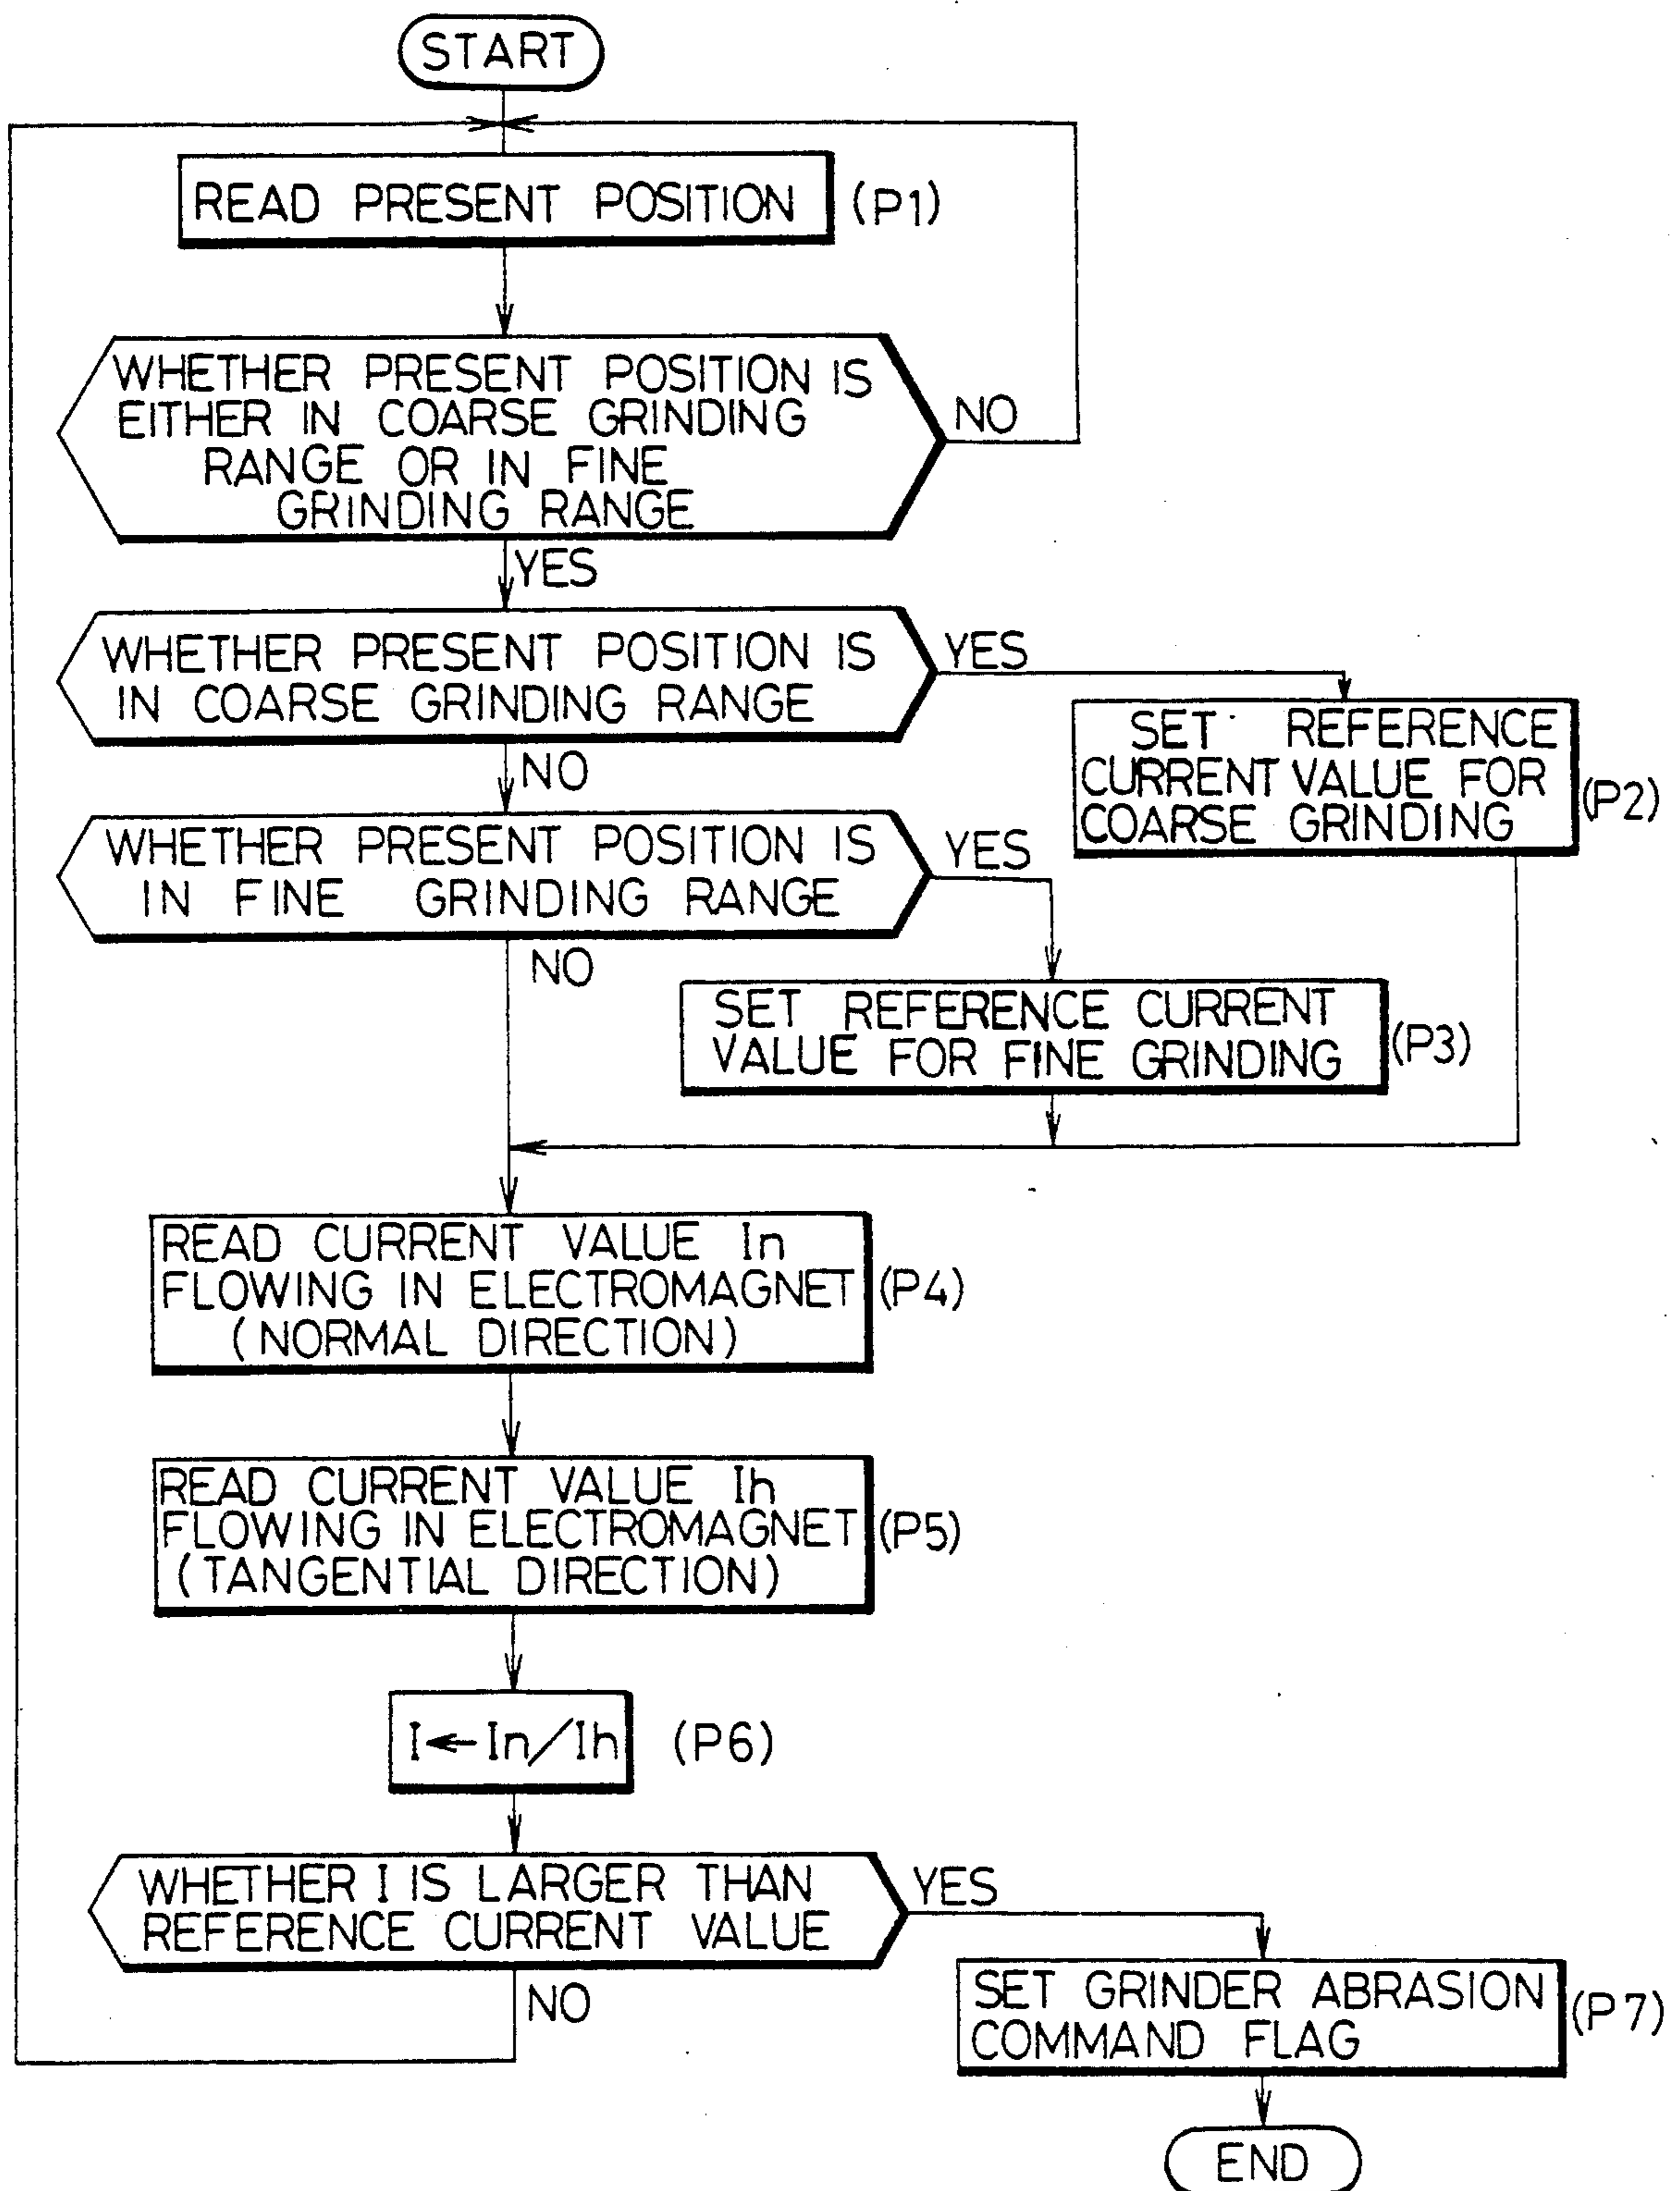 START
READ PRESENT POSITION
(P1)
WHETHER PRESENT POSITION IS
EITHER IN COARSE GRINDING
RANGE OR IN FINE
GRINDING RANGE
NO
YES
WHETHER PRESENT POSITION IS
IN COARSE GRINDING RANGE
YES
SET REFERENCE
CURRENT VALUE FOR
COARSE GRINDING
(P2)
NO
WHETHER PRESENT POSITION IS
IN FINE GRINDING RANGE
YES
NO
SET REFERENCE CURRENT
VALUE FOR FINE GRINDING
(P3)
READ CURRENT VALUE In
FLOWING IN ELECTROMAGNET
(NORMAL DIRECTION)
(P4)
READ CURRENT VALUE Ih
FLOWING IN ELECTROMAGNET
(TANGENTIAL DIRECTION)
(P5)
I←In/Ih
(P6)
WHETHER I IS LARGER THAN
REFERENCE CURRENT VALUE
YES
NO
SET GRINDER ABRASION
COMMAND FLAG
(P7)
END